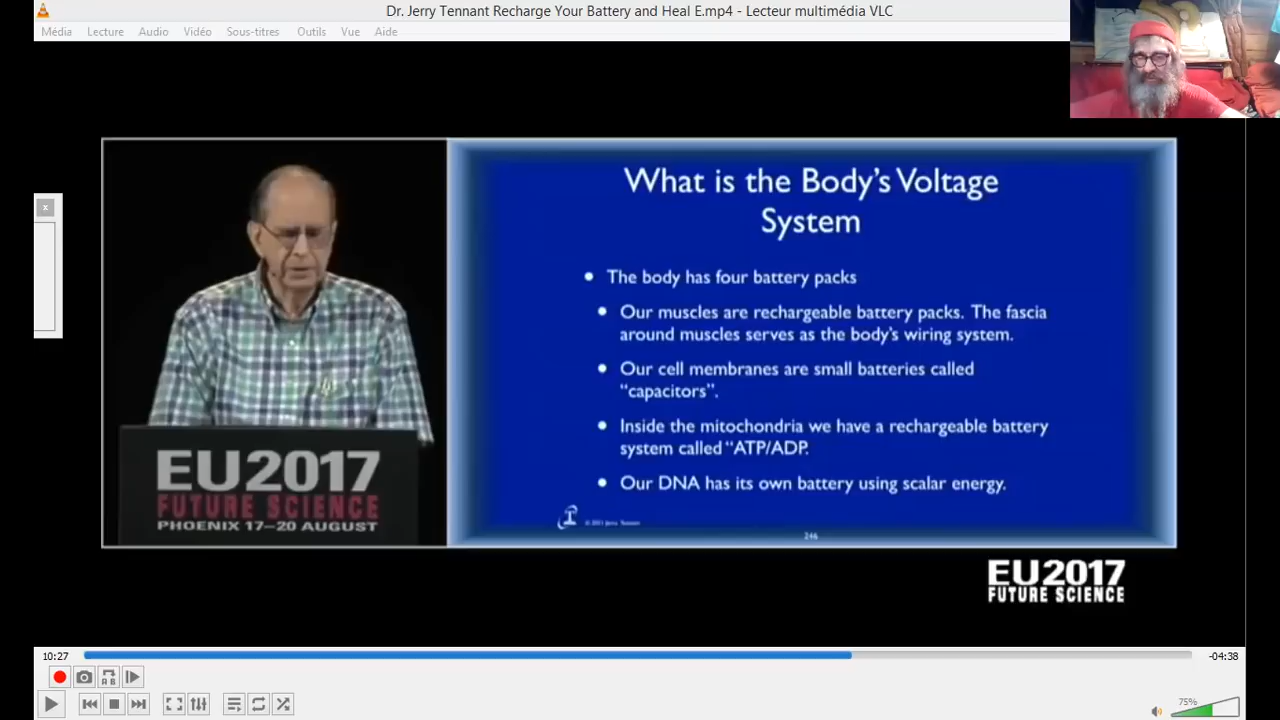 Dr. Jerry Tennant Recharge Your Battery and Heal E.mp4 - Lecteur multimédia VLC
Média Lecture Audio Vidéo Sous-titres Outils Vue Aide
x
What is the Body's Voltage
System
The body has four battery packs
Our muscles are rechargeable battery packs. The fascia
around muscles serves as the body's wiring system.
Our cell membranes are small batteries called
"capacitors".
Inside the mitochondria we have a rechargeable battery
system called "ATP/ADP.
Our DNA has its own battery using scalar energy.
246
EU2017
FUTURE SCIENCE
PHOENIX 17–20 AUGUST
EU2017
FUTURE SCIENCE
10:27
-04:38
A B
75%